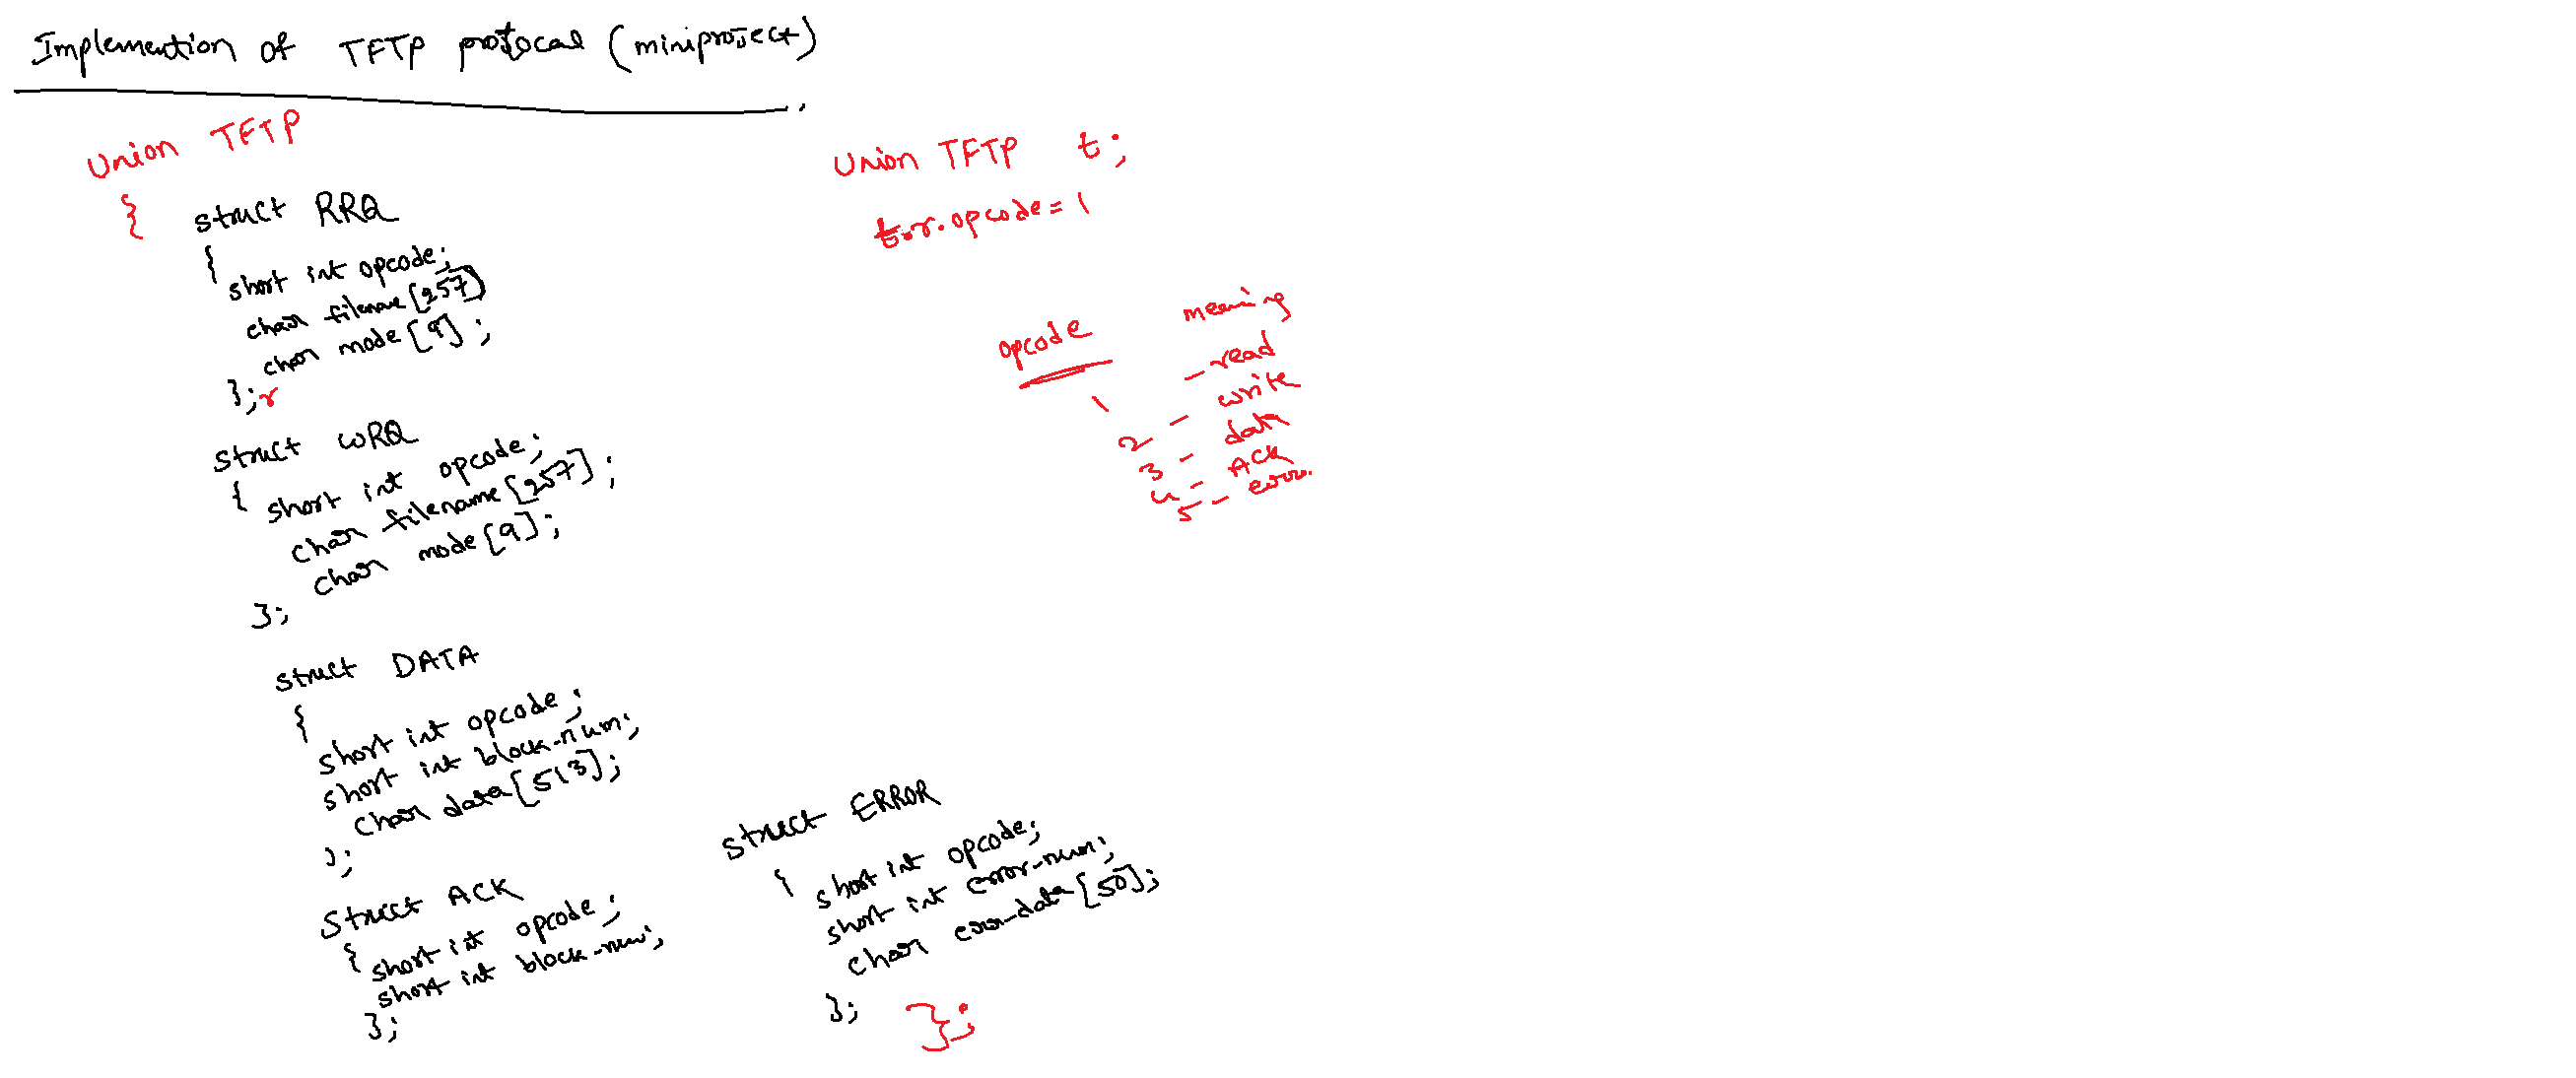 Implemention of TFTP protocal (miniproject)
Union TFTP
{ struct RRQ
{
short int opcode;
char filename[257)
char mode[9];
};r
struct WRQ
{ short int opcode;
char filename[257];
char mode[9];
};
struct DATA
{
short int opcode;
short int block-num;
char data[513];
};
Struct ACK
{ short int opcode;
short int block-num;
};
struct ERROR
{ short int opcode;
short int error-num;
char error-data[50];
};
};
Union TFTP t;
t.r.opcode=1
opcode meaning
1 - read
2 - write
3 - data
4 - ACK
5 - error.